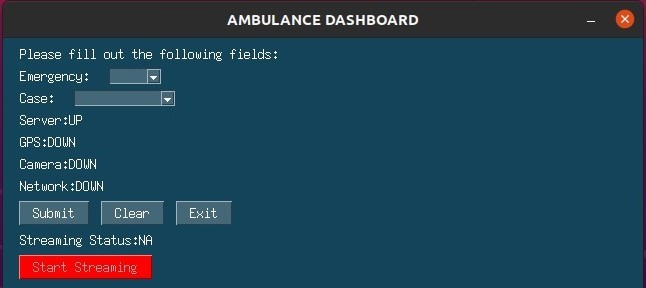 AMBULANCE DASHBOARD
Please fill out the following fields:
Emergency:
Case:
Server:UP
GPS:DOWN
Camera:DOWN
Network:DOWN
Submit Clear Exit
Streaming Status:NA
Start Streaming